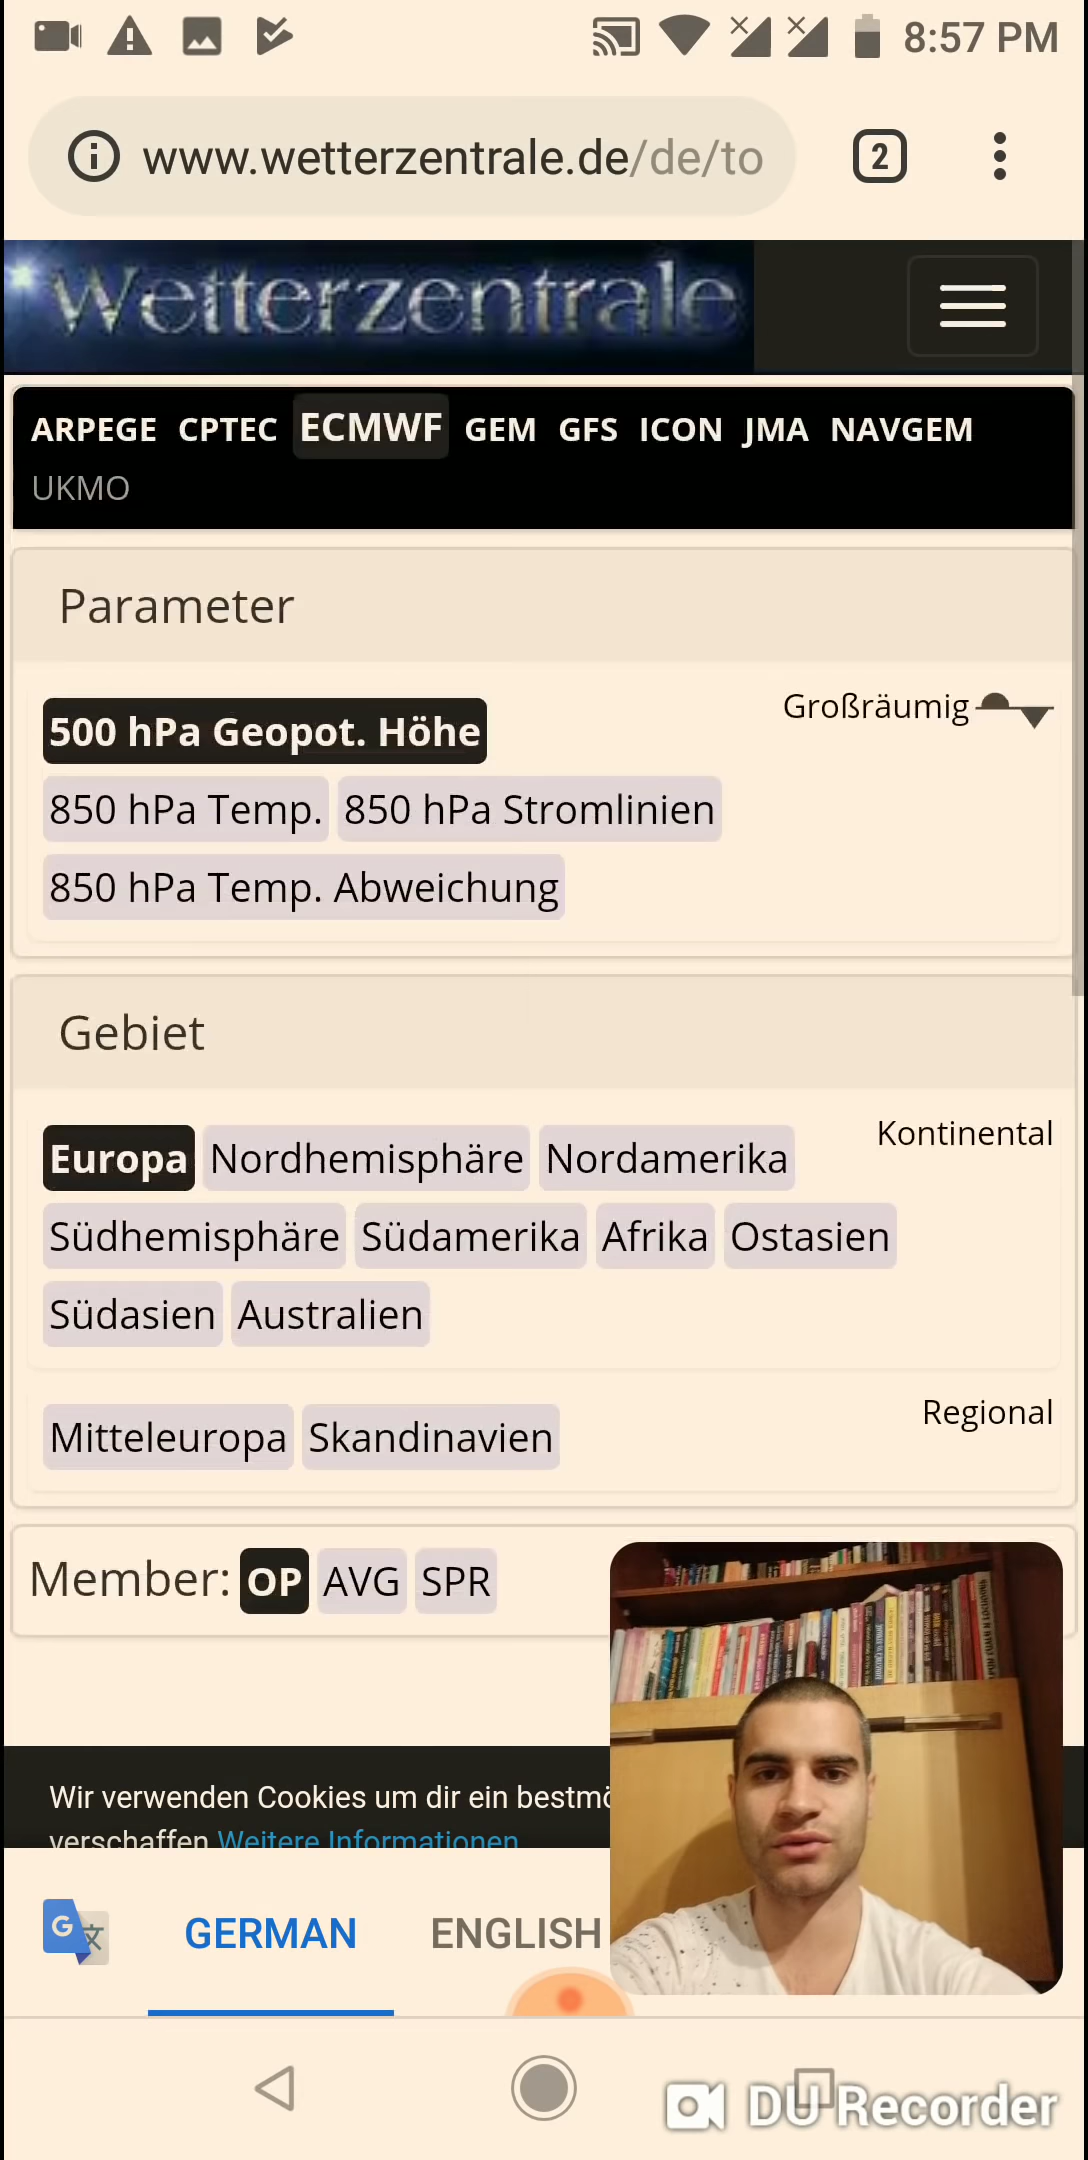 8:57 PM
www.wetterzentrale.de/de/to
2
Wetterzentrale
ARPEGE CPTEC ECMWF GEM GFS ICON JMA NAVGEM
UKMO
Parameter
500 hPa Geopot. Höhe
Großräumig
850 hPa Temp. 850 hPa Stromlinien
850 hPa Temp. Abweichung
Gebiet
Kontinental
Europa Nordhemisphäre Nordamerika
Südhemisphäre Südamerika Afrika Ostasien
Südasien Australien
Regional
Mitteleuropa Skandinavien
Member: OP AVG SPR
Wir verwenden Cookies um dir ein bestmö
verschaffen Weitere Informationen
GERMAN ENGLISH
DU Recorder